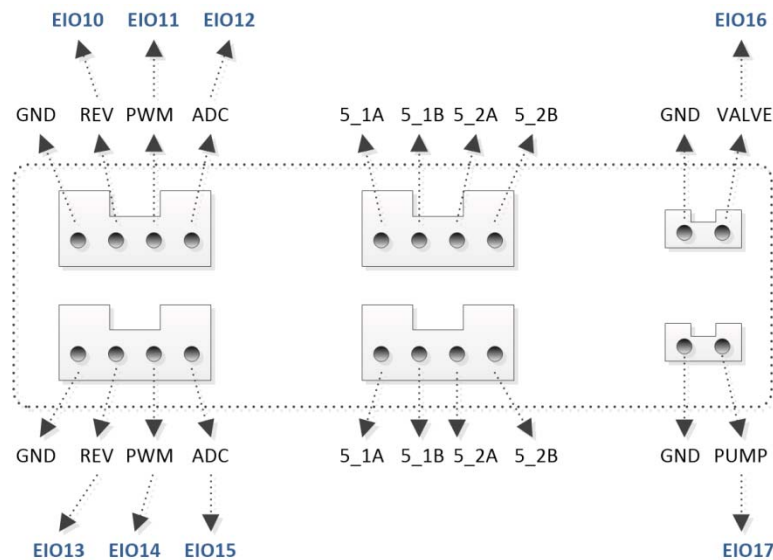 EIO10 EIO11 EIO12 EIO16
GND REV PWM ADC 5_1A 5_1B 5_2A 5_2B GND VALVE
GND REV PWM ADC 5_1A 5_1B 5_2A 5_2B GND PUMP
EIO13 EIO14 EIO15 EIO17